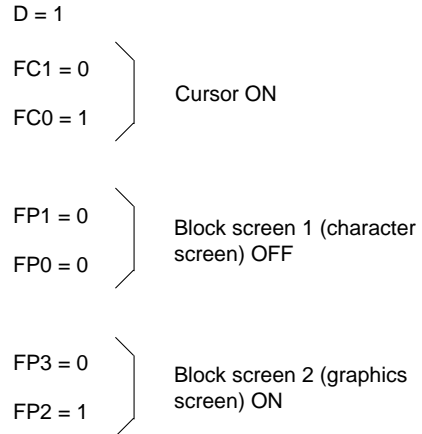 D = 1
FC1 = 0
FC0 = 1
Cursor ON
FP1 = 0
FP0 = 0
Block screen 1 (character
screen) OFF
FP3 = 0
FP2 = 1
Block screen 2 (graphics
screen) ON